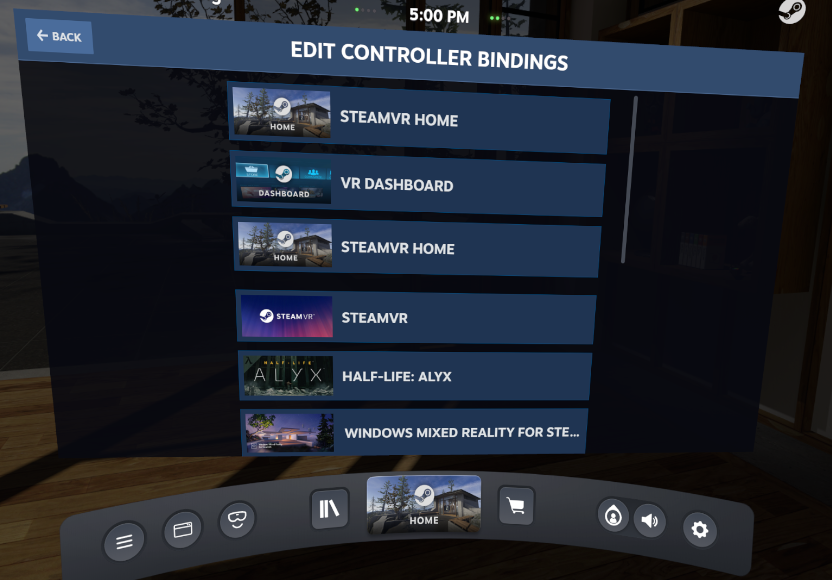 5:00 PM
← BACK
EDIT CONTROLLER BINDINGS
HOME
STEAMVR HOME
DASHBOARD
VR DASHBOARD
HOME
STEAMVR HOME
STEAMVR
STEAMVR
HALF-LIFE
ALYX
HALF-LIFE: ALYX
WINDOWS MIXED REALITY FOR STE...
HOME